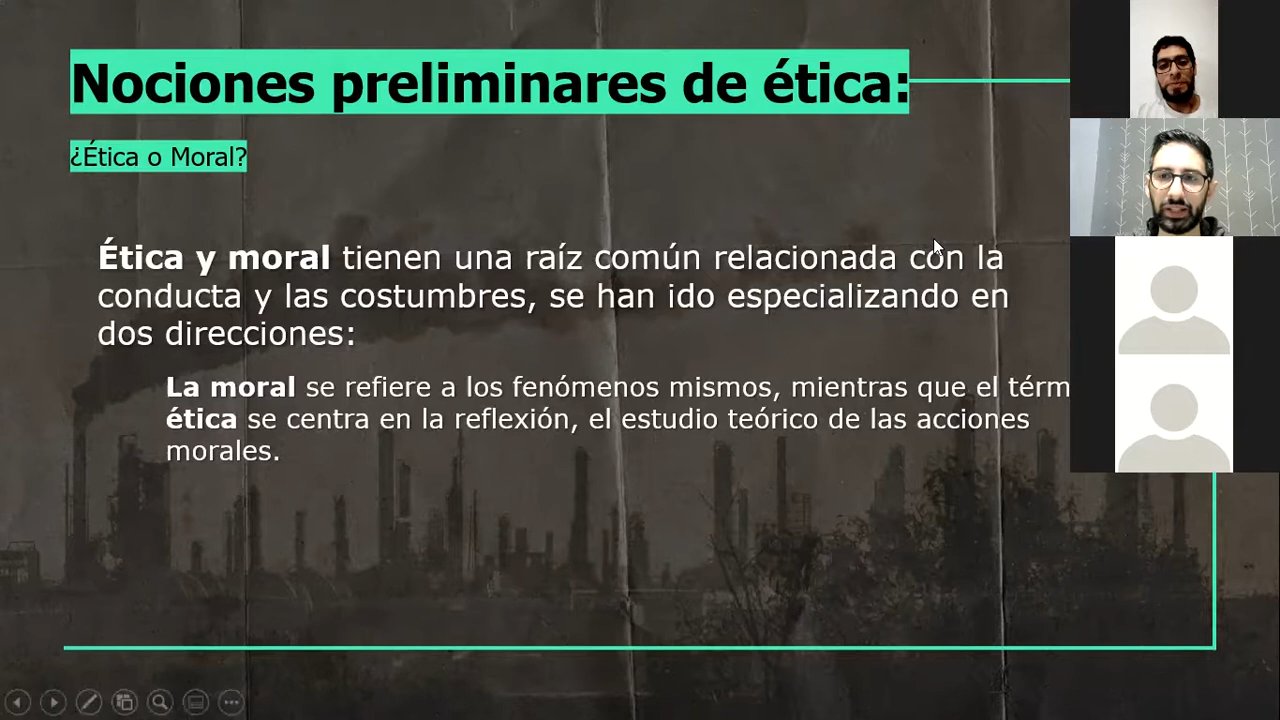 Nociones preliminares de ética:
¿Ética o Moral?
Ética y moral tienen una raíz común relacionada con la
conducta y las costumbres, se han ido especializando en
dos direcciones:
La moral se refiere a los fenómenos mismos, mientras que el térm
ética se centra en la reflexión, el estudio teórico de las acciones
morales.